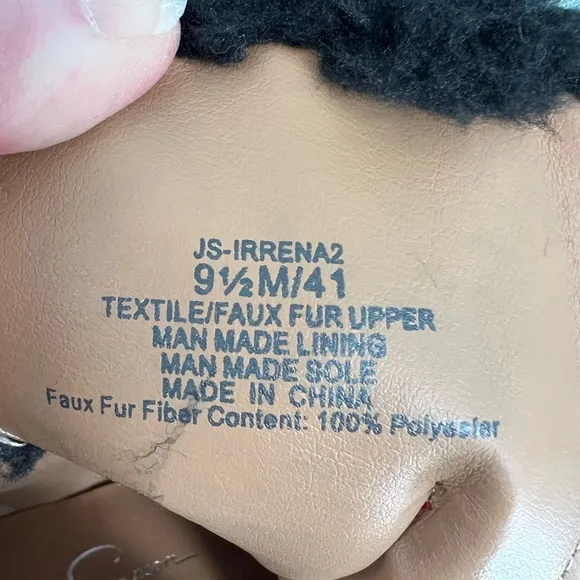 JS-IRRENA2
9½M/41
TEXTILE/FAUX FUR UPPER
MAN MADE LINING
MAN MADE SOLE
MADE IN CHINA
Faux Fur Fiber Content: 100% Polyester